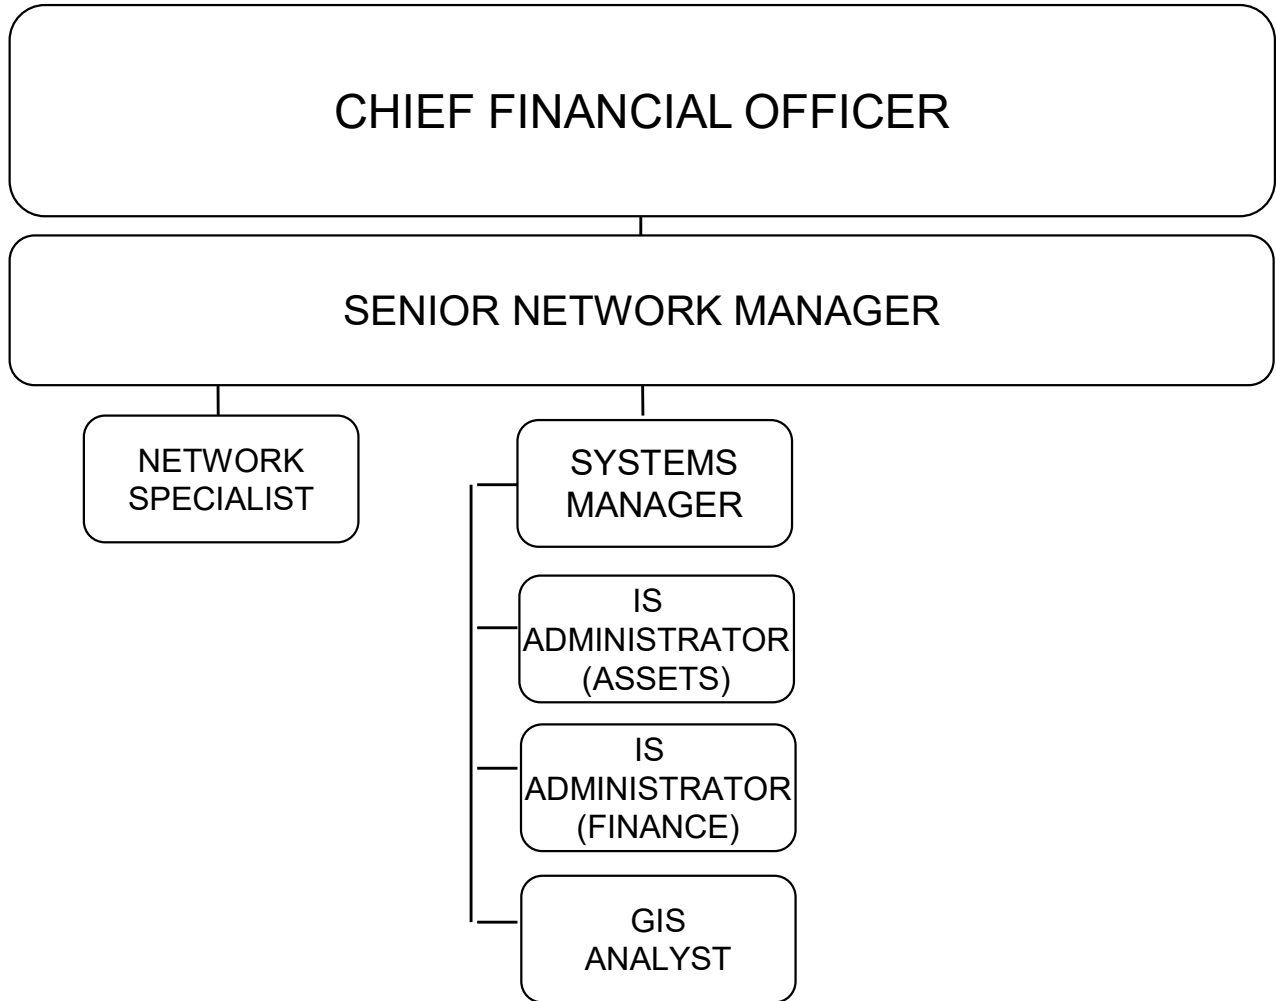 CHIEF FINANCIAL OFFICER
SENIOR NETWORK MANAGER
NETWORK
SPECIALIST
SYSTEMS
MANAGER
IS
ADMINISTRATOR
(ASSETS)
IS
ADMINISTRATOR
(FINANCE)
GIS
ANALYST